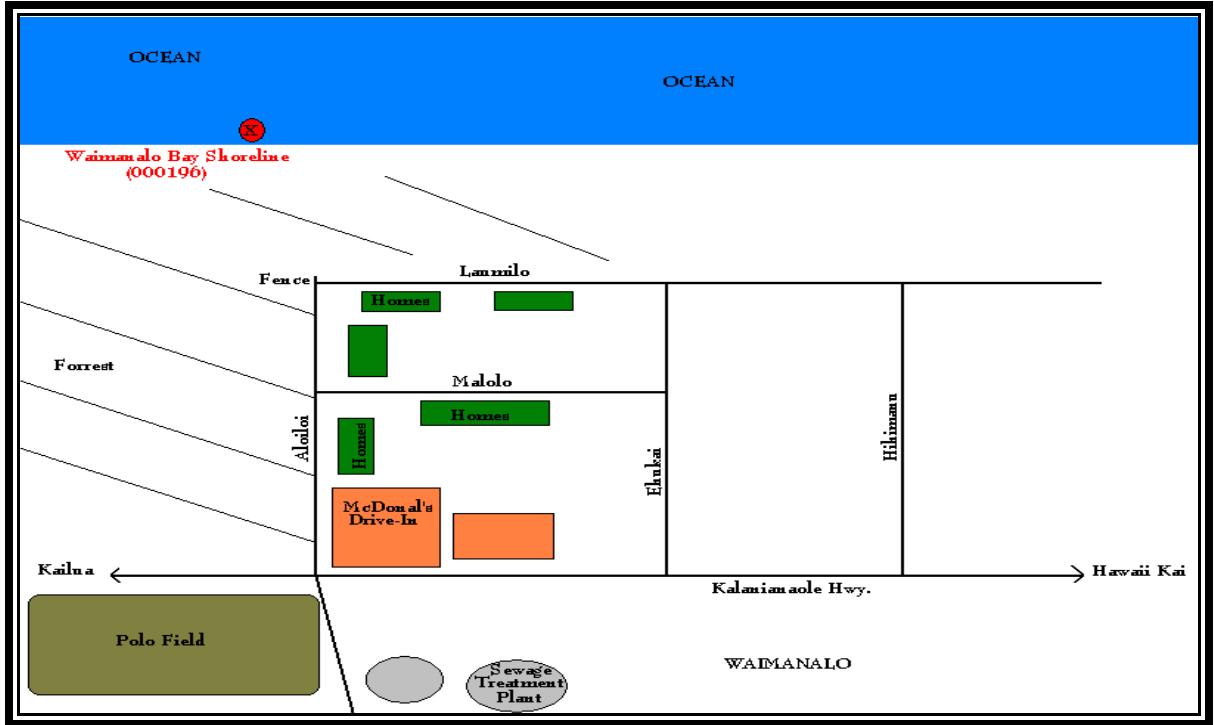 OCEAN
OCEAN
X
Waimanalo Bay Shoreline
(000196)
Fence
Laumilo
Homes
Forrest
Malolo
Homes
Homes
Aloiloi
Ehukai
Hihimanu
McDonal's
Drive-In
Kailua
Hawaii Kai
Kalanianaole Hwy.
Polo Field
Sewage
Treatment
Plant
WAIMANALO